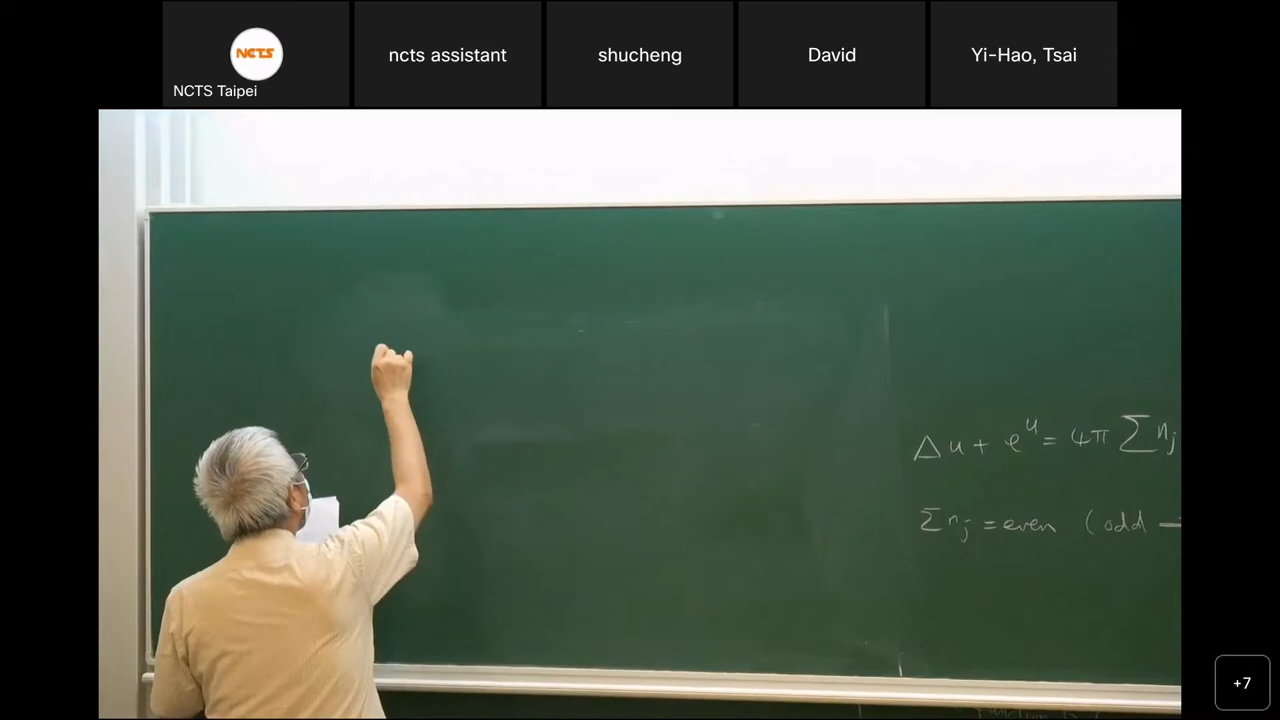 NCTS
NCTS Taipei
ncts assistant
shucheng
David
Yi-Hao, Tsai
Δu + e^u = 4π Σ n_j
Σ n_j = even (odd —
+7